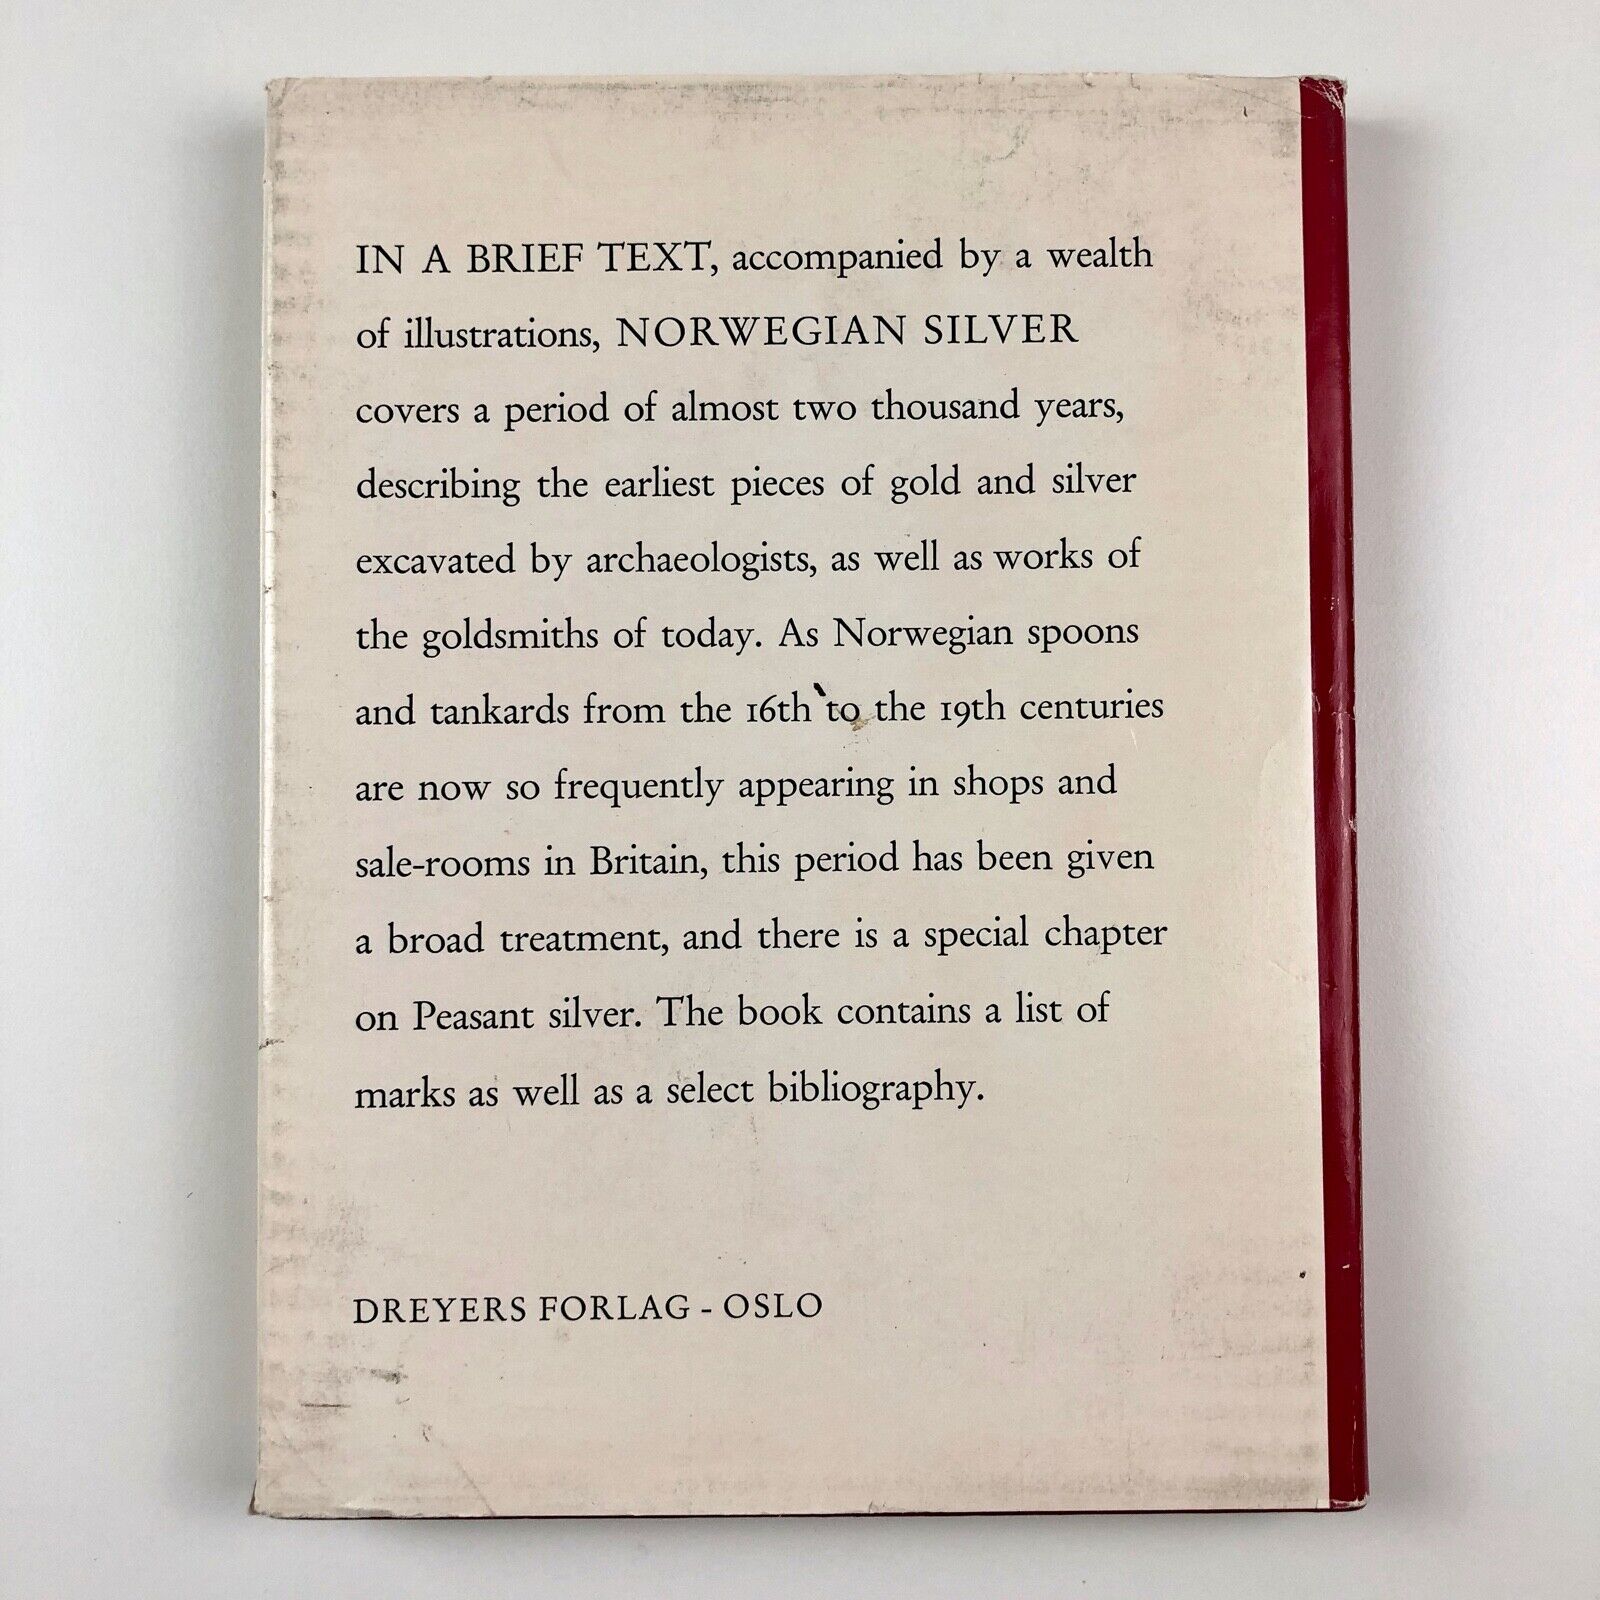 IN A BRIEF TEXT, accompanied by a wealth
of illustrations, NORWEGIAN SILVER
covers a period of almost two thousand years,
describing the earliest pieces of gold and silver
excavated by archaeologists, as well as works of
the goldsmiths of today. As Norwegian spoons
and tankards from the 16th to the 19th centuries
are now so frequently appearing in shops and
sale-rooms in Britain, this period has been given
a broad treatment, and there is a special chapter
on Peasant silver. The book contains a list of
marks as well as a select bibliography.
DREYERS FORLAG - OSLO